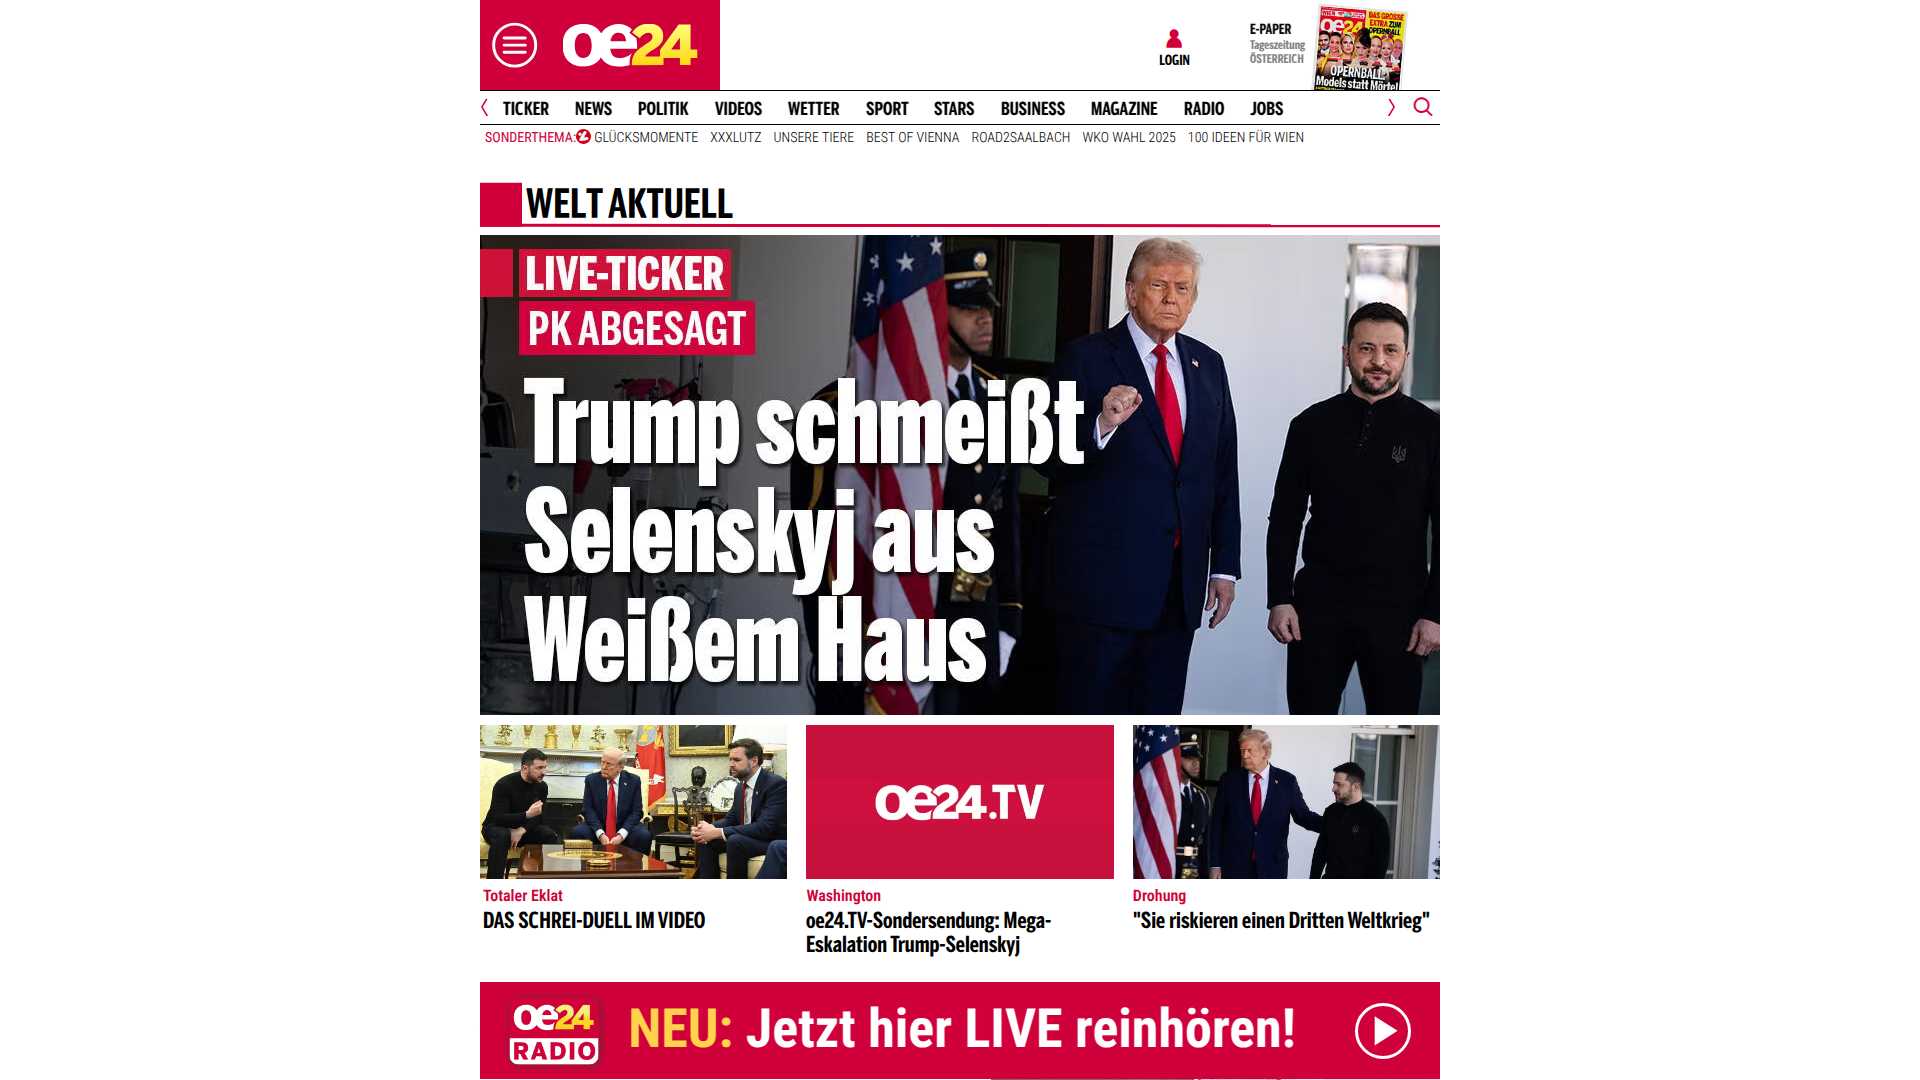 oe24
LOGIN
E-PAPER
Tageszeitung
ÖSTERREICH
DAS GROSSE
EXTRA ZUM
OPERNBALL
oe24
OPERNBALL:
Models statt Mörtel
TICKER NEWS POLITIK VIDEOS WETTER SPORT STARS BUSINESS MAGAZINE RADIO JOBS
SONDERTHEMA: GLÜCKSMOMENTE XXXLUTZ UNSERE TIERE BEST OF VIENNA ROAD2SAALBACH WKO WAHL 2025 100 IDEEN FÜR WIEN
WELT AKTUELL
LIVE-TICKER
PK ABGESAGT
Trump schmeißt
Selenskyj aus
Weißem Haus
oe24.TV
Totaler Eklat
DAS SCHREI-DUELL IM VIDEO
Washington
oe24.TV-Sondersendung: Mega-
Eskalation Trump-Selenskyj
Drohung
"Sie riskieren einen Dritten Weltkrieg"
oe24
RADIO
NEU: Jetzt hier LIVE reinhören!